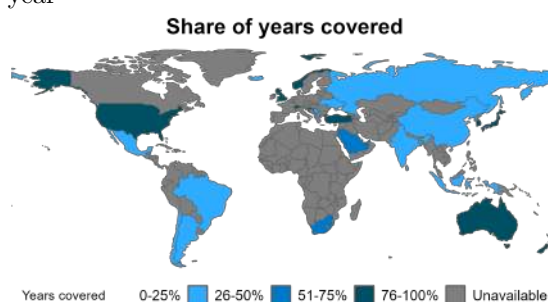 year
Share of years covered
Years covered 0-25% 26-50% 51-75% 76-100% Unavailable